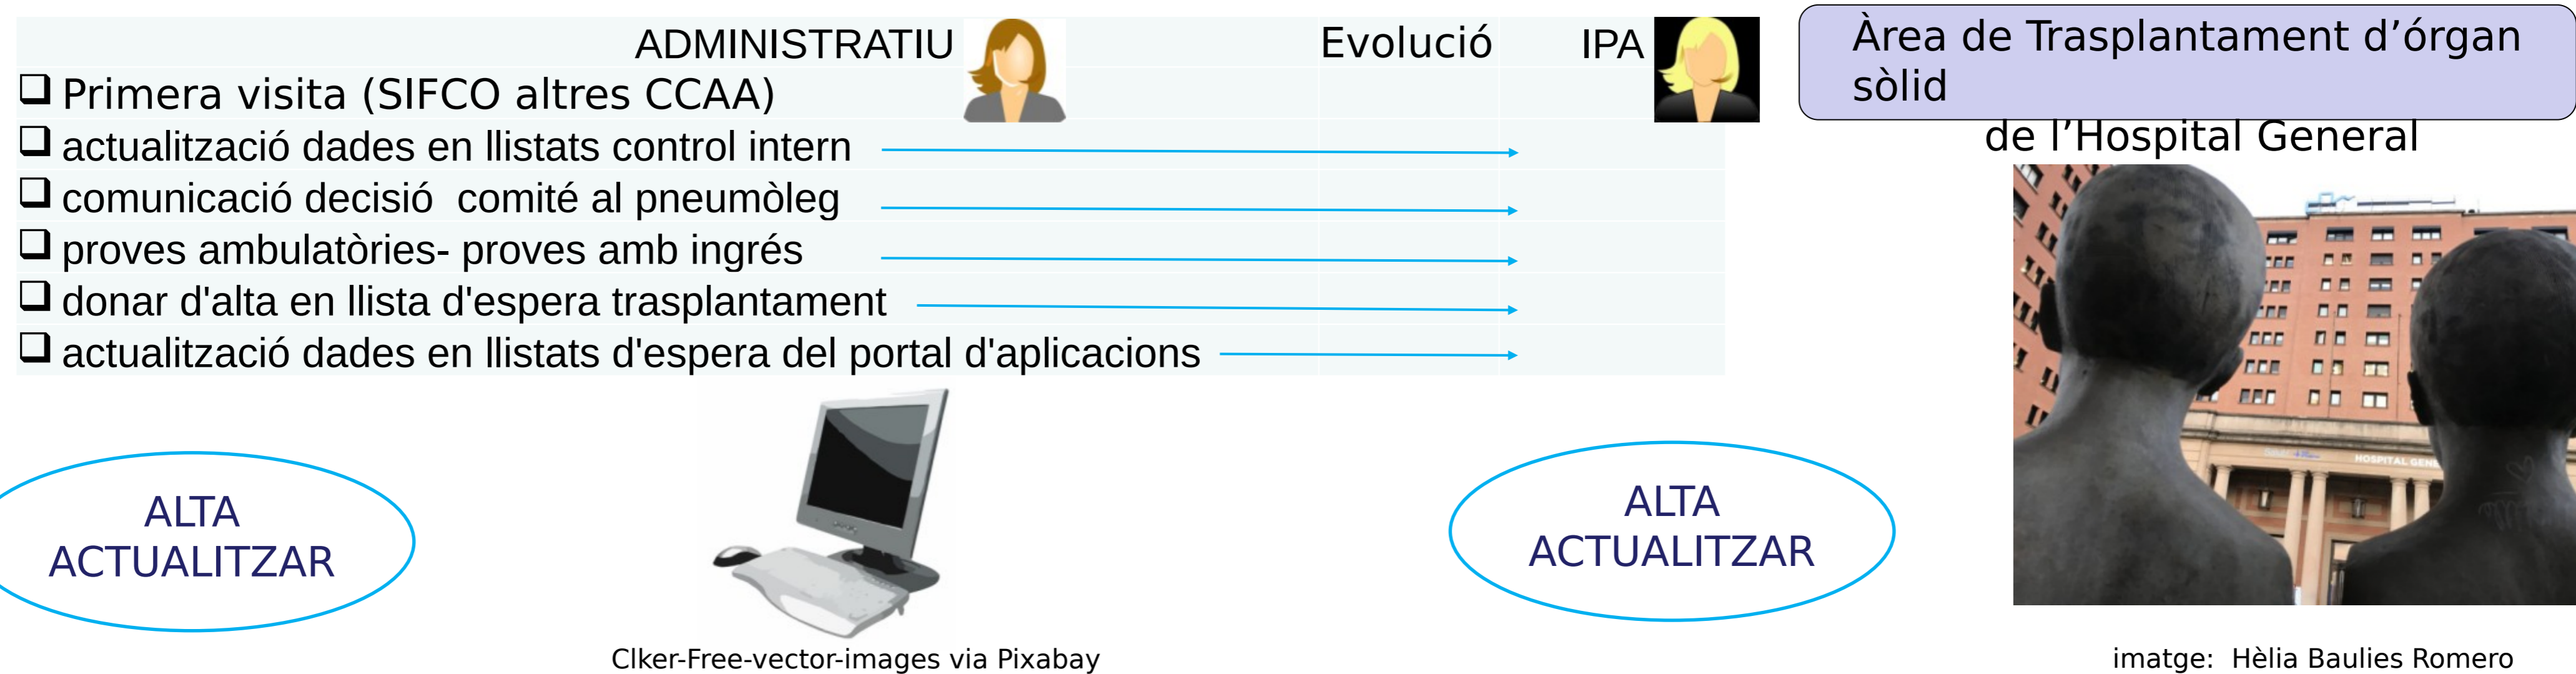 ADMINISTRATIU Evolució IPA
Primera visita (SIFCO altres CCAA)
actualització dades en llistats control intern
comunicació decisió comité al pneumòleg
proves ambulatòries- proves amb ingrés
donar d'alta en llista d'espera trasplantament
actualització dades en llistats d'espera del portal d'aplicacions
Àrea de Trasplantament d’órgan
sòlid
de l’Hospital General
HOSPITAL GEN
ALTA
ACTUALITZAR
ALTA
ACTUALITZAR
Clker-Free-vector-images via Pixabay
imatge: Hèlia Baulies Romero